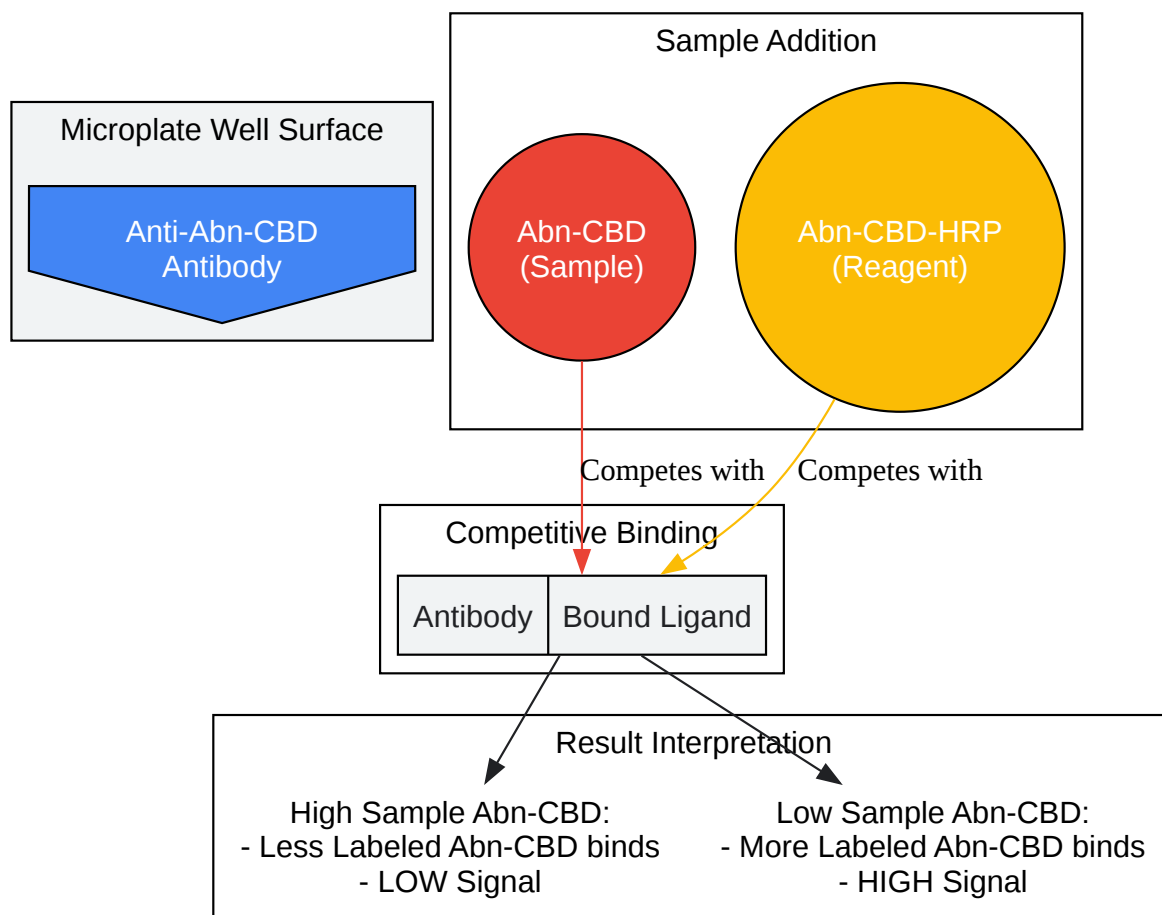 Sample Addition
Microplate Well Surface
Anti-Abn-CBD
Antibody
Abn-CBD
(Sample)
Abn-CBD-HRP
(Reagent)
Competes with
Competes with
Competitive Binding
Antibody
Bound Ligand
Result Interpretation
High Sample Abn-CBD:
- Less Labeled Abn-CBD binds
- LOW Signal
Low Sample Abn-CBD:
- More Labeled Abn-CBD binds
- HIGH Signal